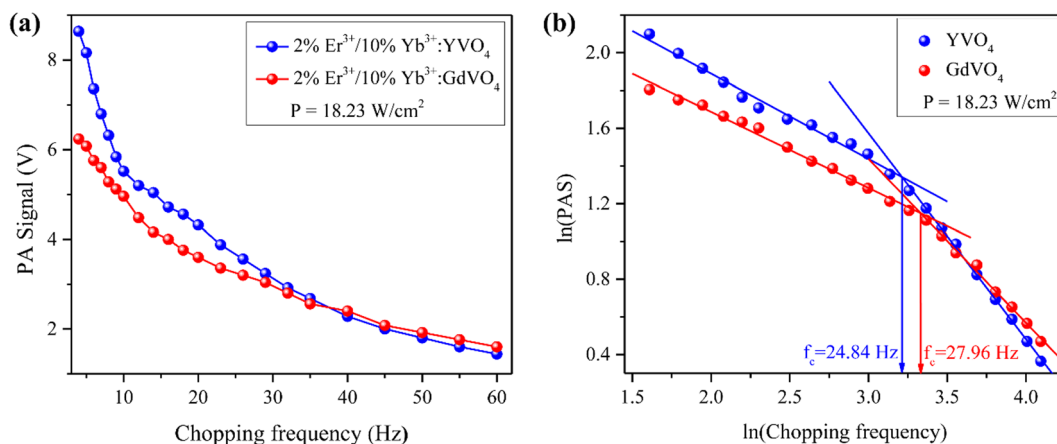 (a)
2% Er³⁺/10% Yb³⁺:YVO₄
2% Er³⁺/10% Yb³⁺:GdVO₄
P = 18.23 W/cm²
8
6
4
2
PA Signal (V)
10 20 30 40 50 60
Chopping frequency (Hz)
(b)
YVO₄
GdVO₄
P = 18.23 W/cm²
2.0
1.6
1.2
0.8
0.4
ln(PAS)
f_c=24.84 Hz
f_c=27.96 Hz
1.5 2.0 2.5 3.0 3.5 4.0
ln(Chopping frequency)